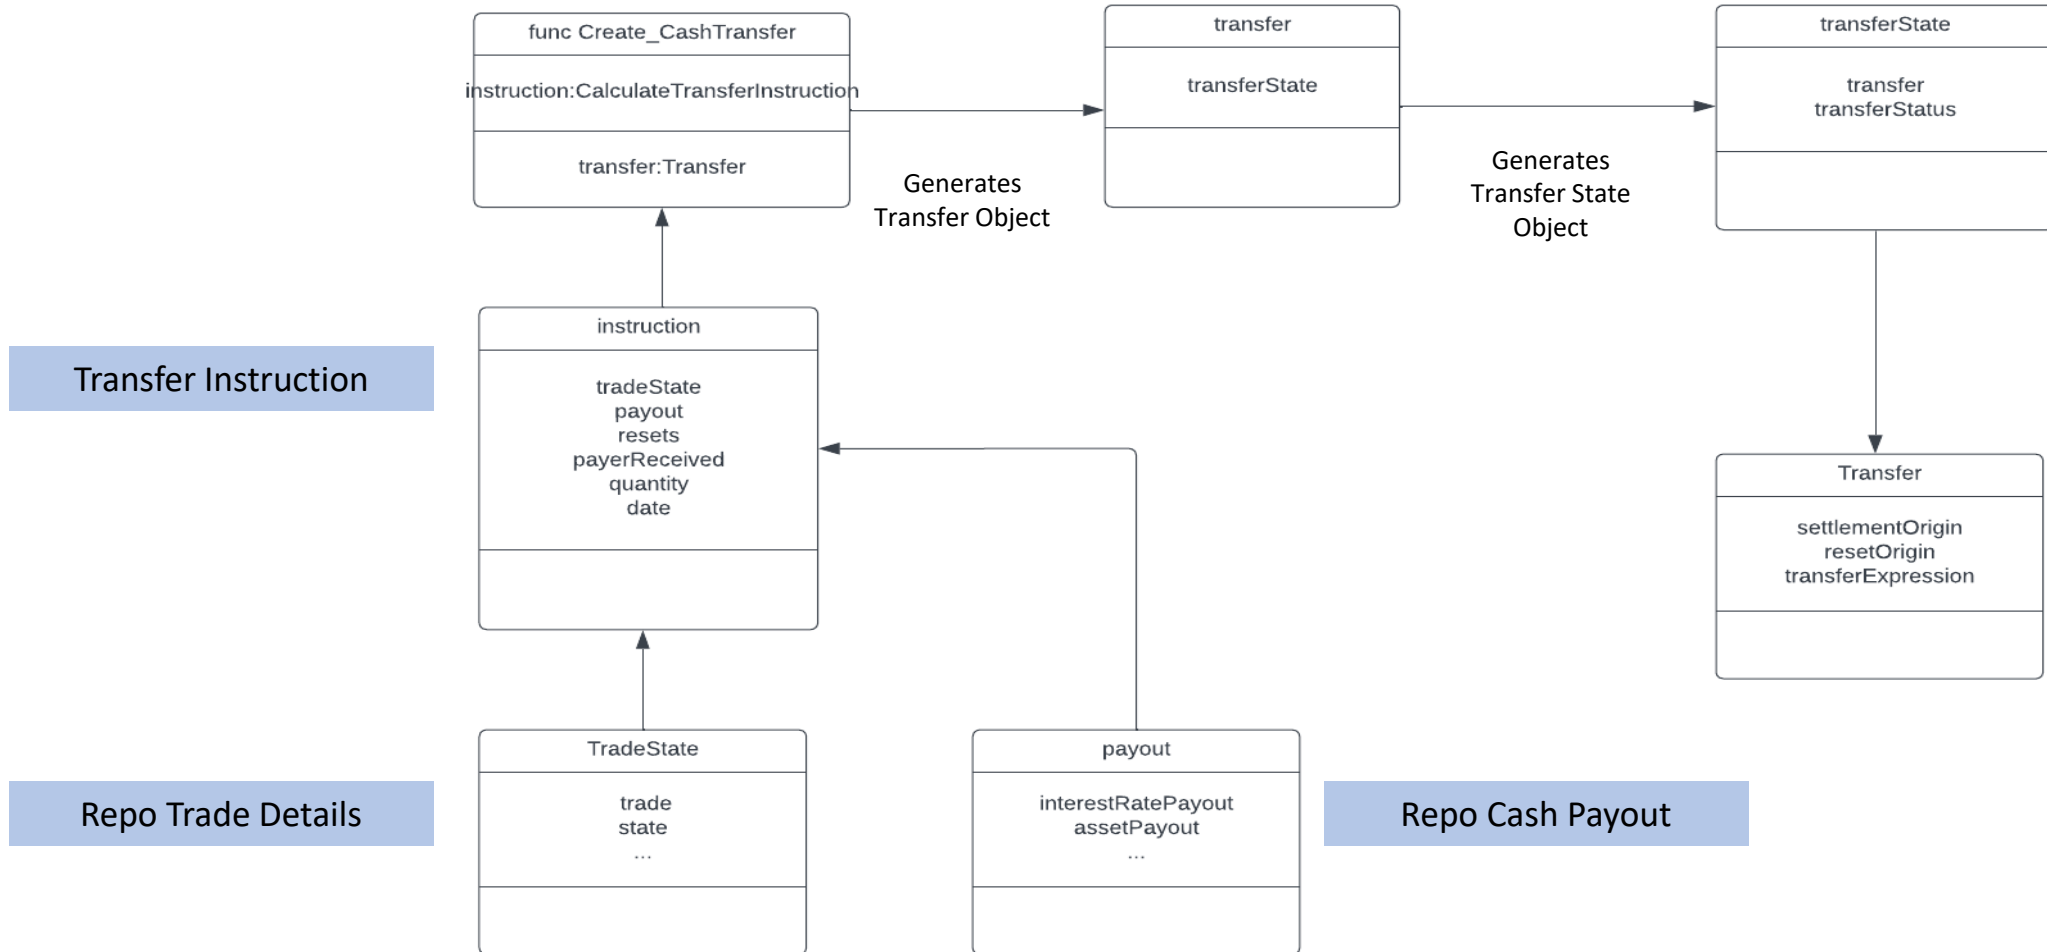 func Create_CashTransfer
instruction:CalculateTransferInstruction
transfer:Transfer
Generates
Transfer Object
transfer
transferState
Generates
Transfer State
Object
transferState
transfer
transferStatus
Transfer Instruction
instruction
tradeState
payout
resets
payerReceived
quantity
date
Transfer
settlementOrigin
resetOrigin
transferExpression
Repo Trade Details
TradeState
trade
state
...
payout
interestRatePayout
assetPayout
...
Repo Cash Payout